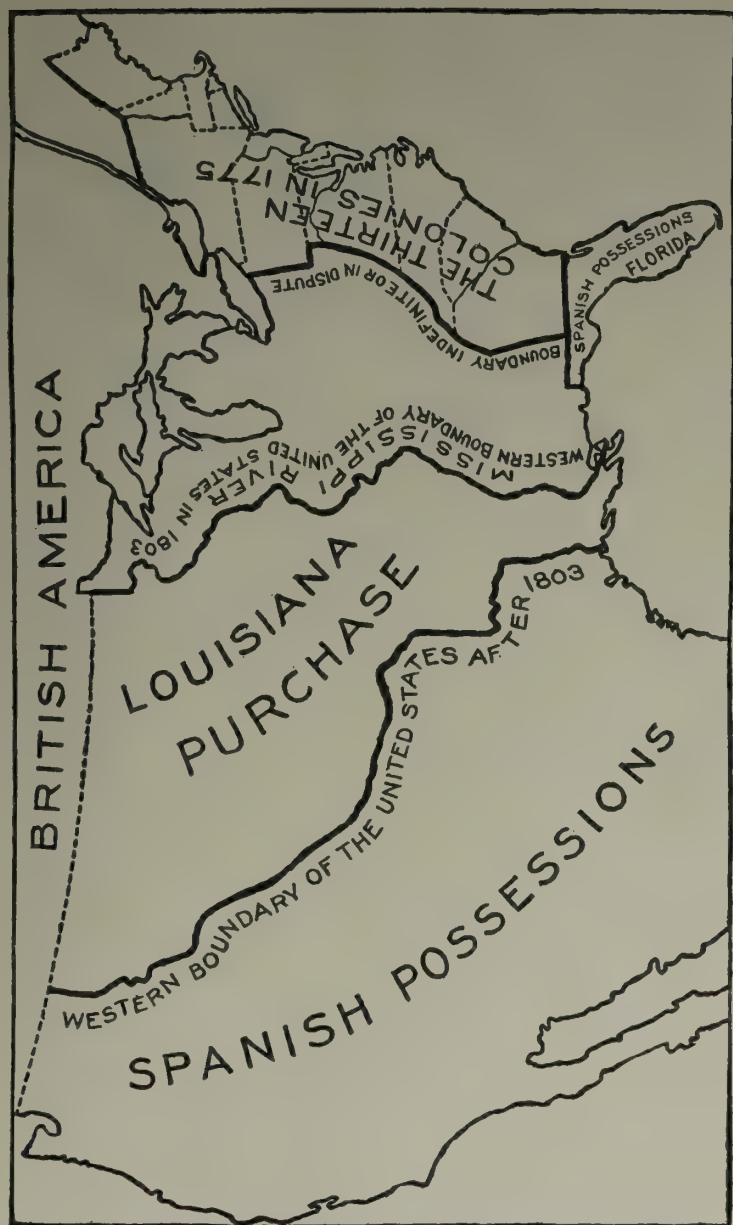 BRITISH AMERICA
THE THIRTEEN
COLONIES
IN 1775
BOUNDARY INDEFINITE OR IN DISPUTE
SPANISH POSSESSIONS
FLORIDA
WESTERN BOUNDARY OF THE UNITED STATES IN 1803
MISSISSIPPI RIVER
LOUISIANA
PURCHASE
WESTERN BOUNDARY OF THE UNITED STATES AFTER 1803
SPANISH POSSESSIONS